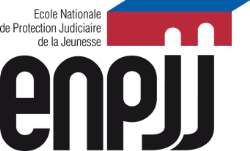 Ecole Nationale
de Protection Judiciaire
de la Jeunesse
enpjj